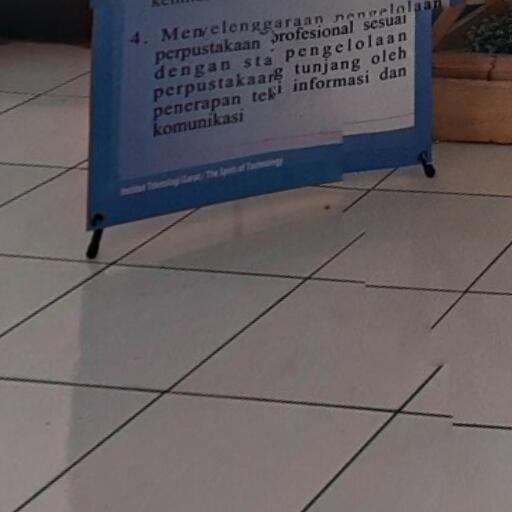 4. Menyelenggaraan pengelolaan
perpustakaan profesional sesuai
dengan sta pengelolaan
perpustakaan tunjang oleh
penerapan tek i informasi dan
komunikasi
Institut Teknologi Garut - The Spirit of Technology